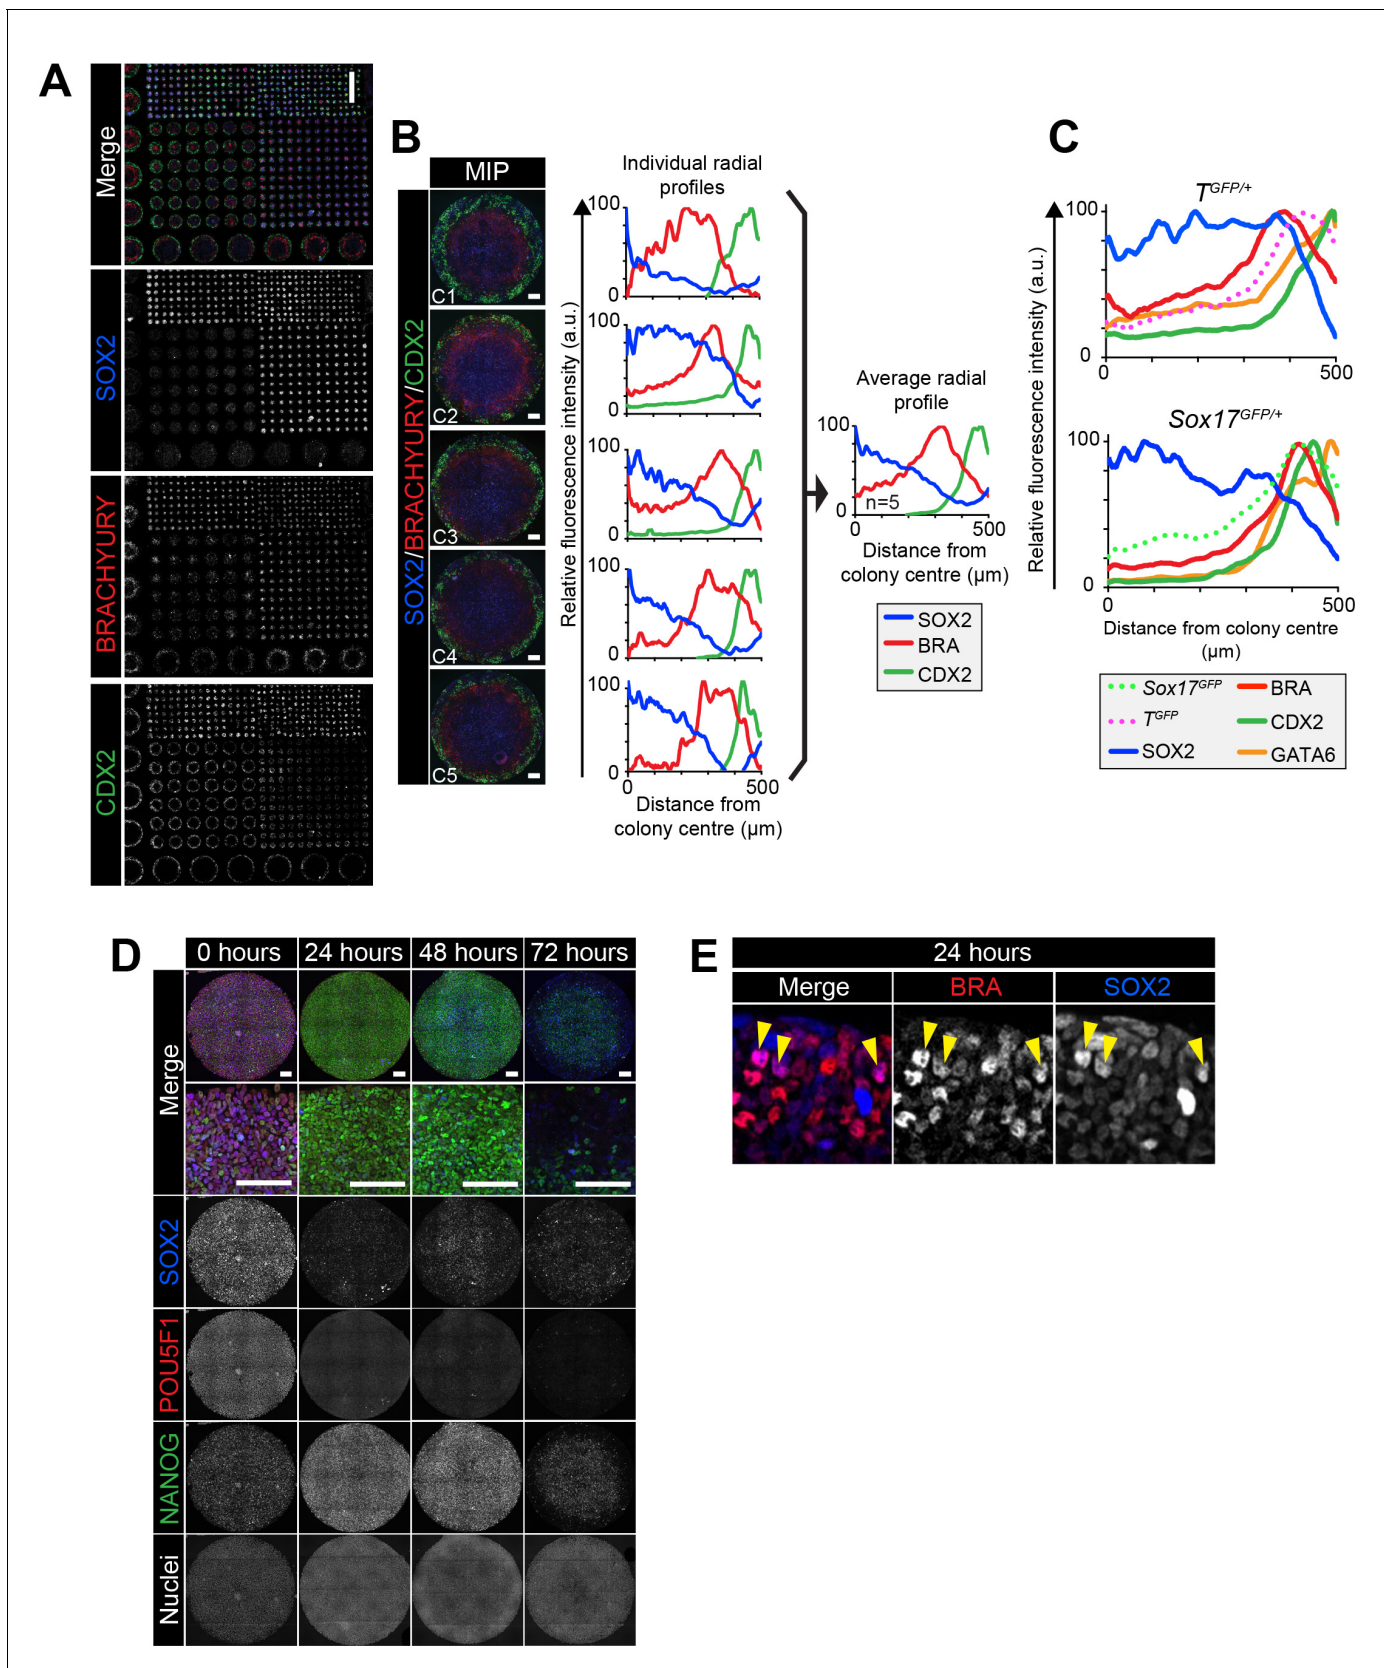 A
Merge
SOX2
BRACHYURY
CDX2
B
MIP
SOX2/BRACHYURY/CDX2
C1
C2
C3
C4
C5
Individual radial
profiles
Relative fluorescence intensity (a.u.)
100
0
100
0
100
0
100
0
100
0
0
500
Distance from
colony centre (µm)
Average radial
profile
100
0
n=5
0
500
Distance from
colony centre (µm)
SOX2
BRA
CDX2
C
T^GFP/+
Relative fluorescence intensity (a.u.)
100
0
0
500
Sox17^GFP/+
100
0
0
500
Distance from colony centre
(µm)
Sox17^GFP
BRA
T^GFP
CDX2
SOX2
GATA6
D
0 hours
24 hours
48 hours
72 hours
Merge
SOX2
POU5F1
NANOG
Nuclei
E
24 hours
Merge
BRA
SOX2